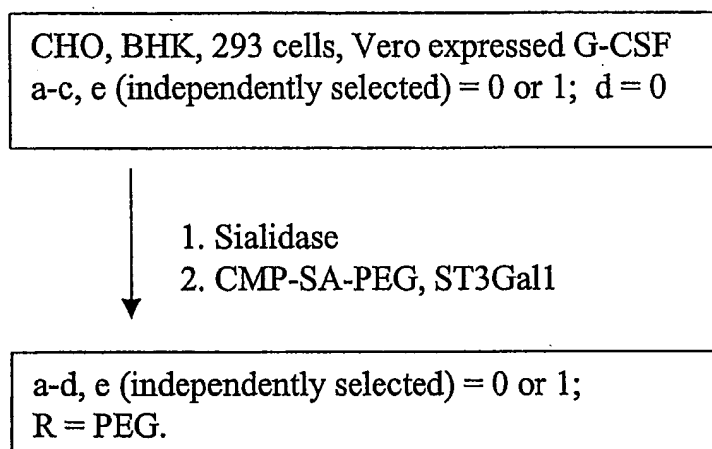 CHO, BHK, 293 cells, Vero expressed G-CSF
a-c, e (independently selected) = 0 or 1; d = 0
1. Sialidase
2. CMP-SA-PEG, ST3Gal1
a-d, e (independently selected) = 0 or 1;
R = PEG.